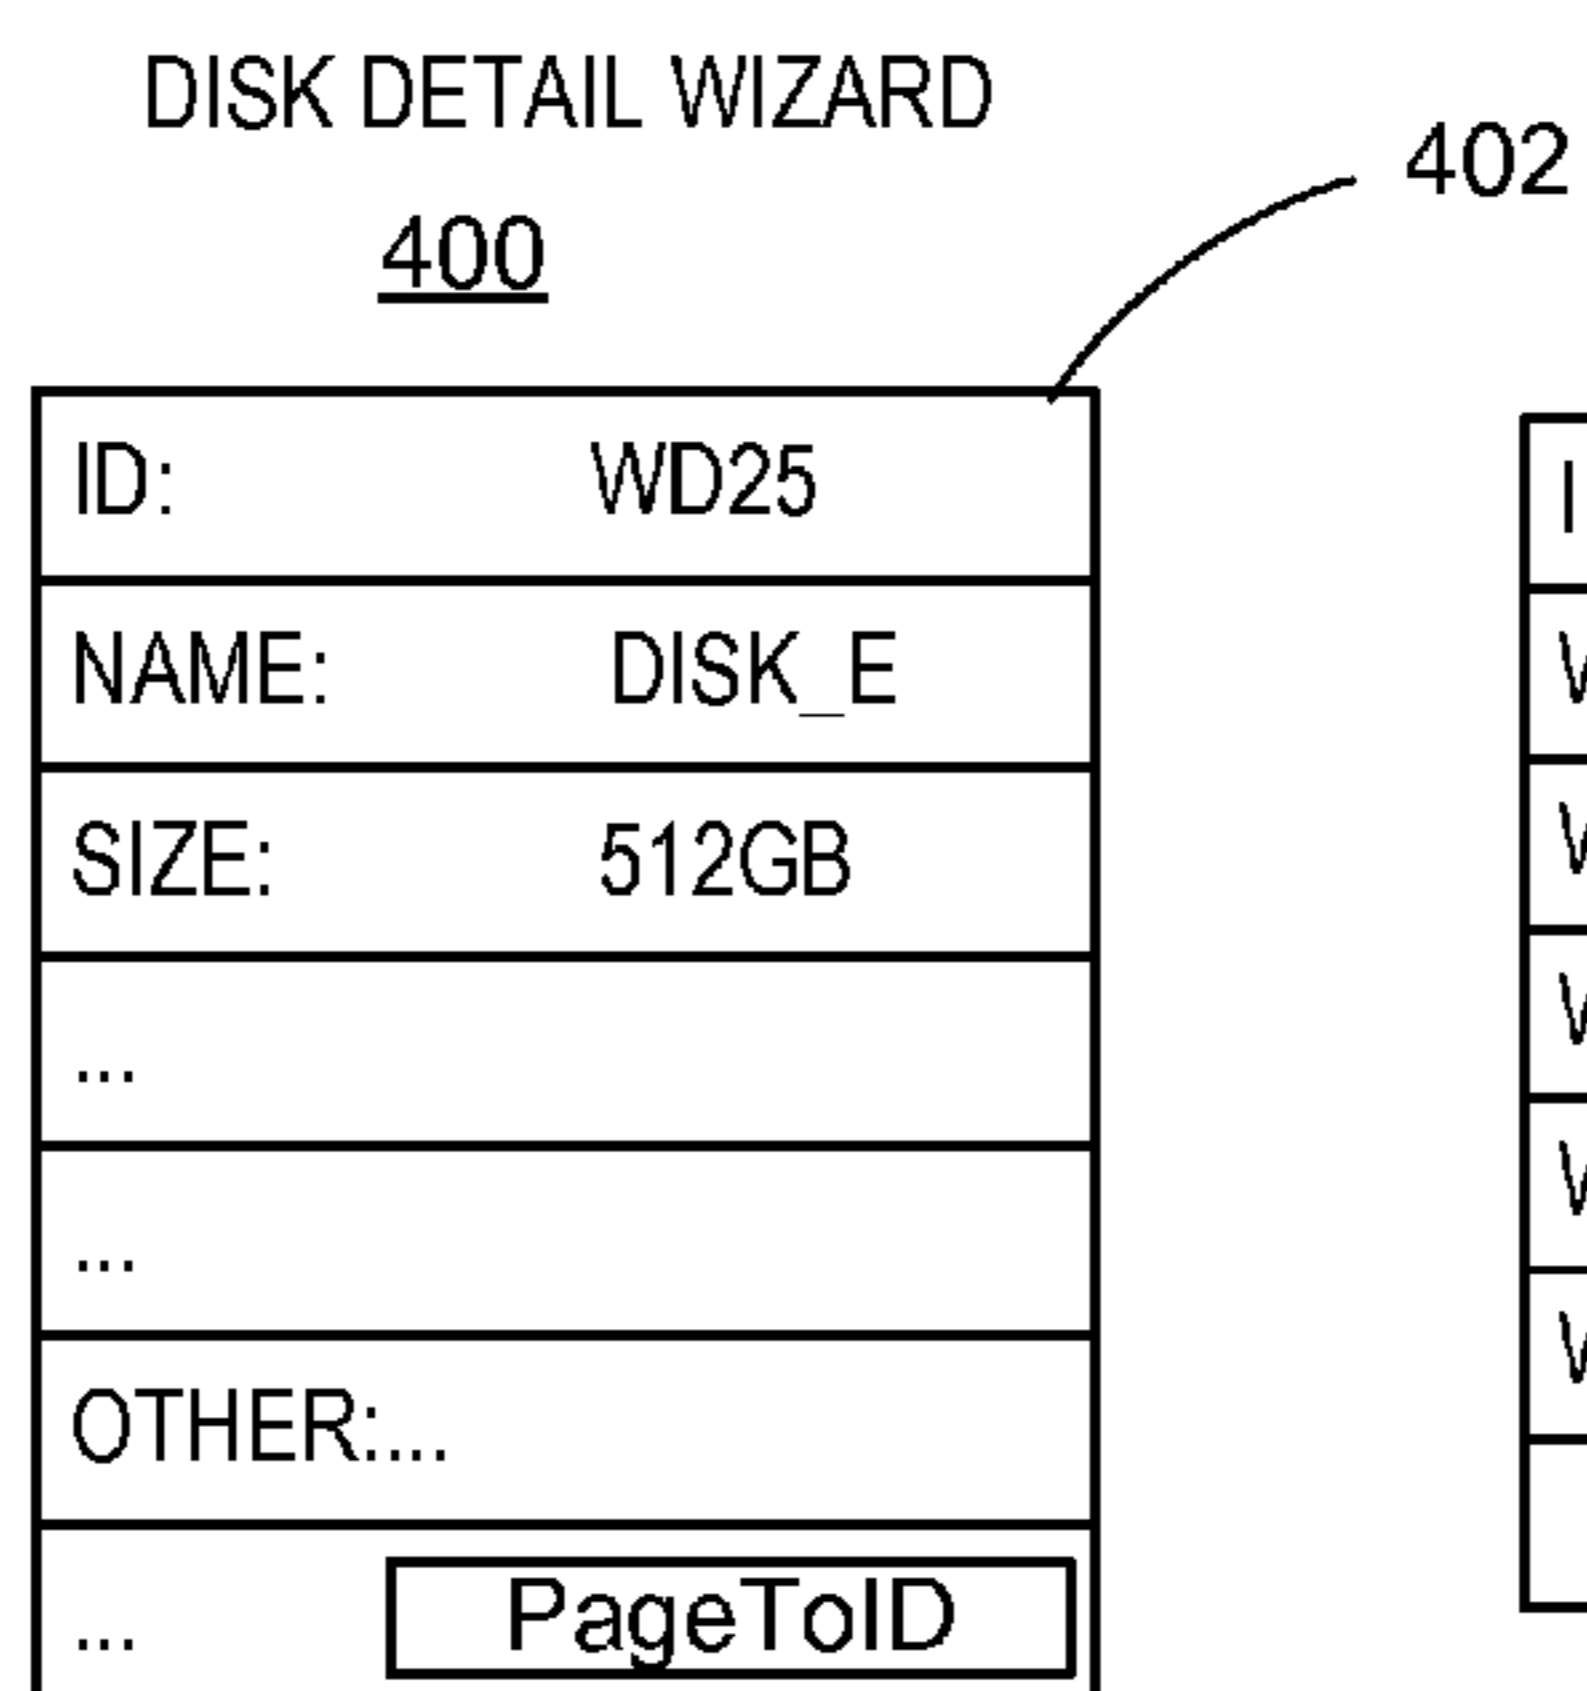 DISK DETAIL WIZARD
402
400
ID: WD25
NAME: DISK_E
SIZE: 512GB
...
...
OTHER:...
... PageToID